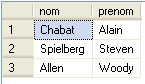 nom prenom
1 Chabat Alain
2 Spielberg Steven
3 Allen Woody